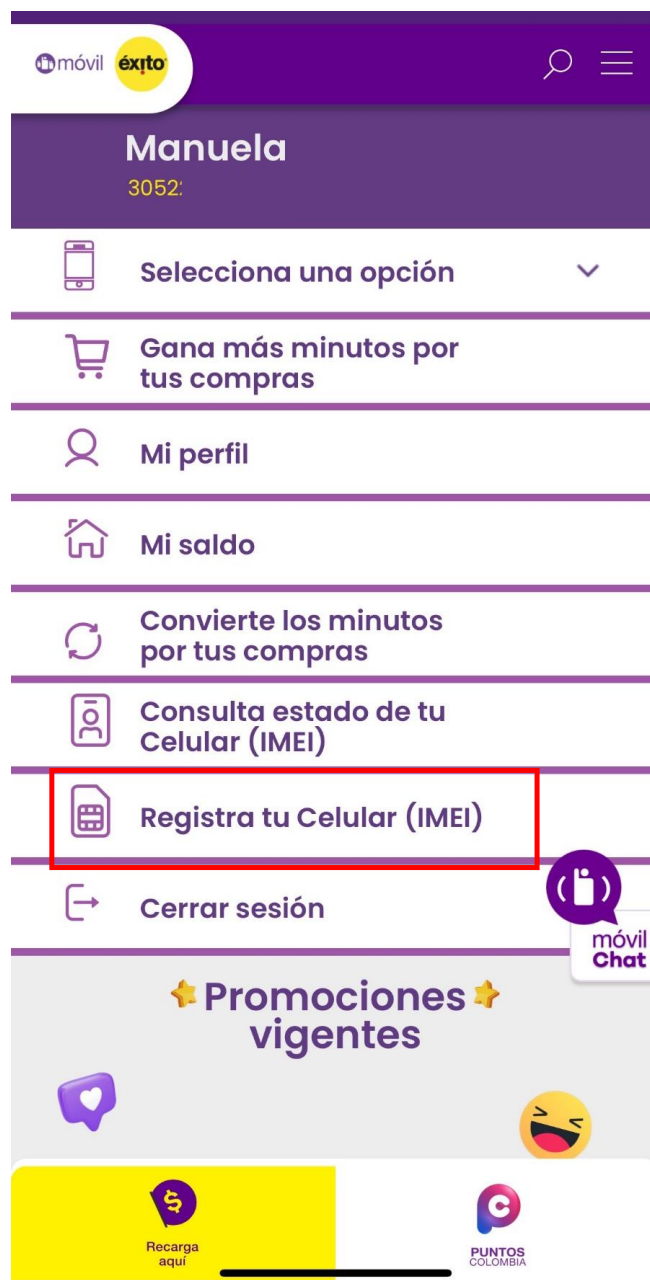 móvil éxito
Manuela
3052
Selecciona una opción
Gana más minutos por
tus compras
Mi perfil
Mi saldo
Convierte los minutos
por tus compras
Consulta estado de tu
Celular (IMEI)
Registra tu Celular (IMEI)
Cerrar sesión
móvil
Chat
Promociones
vigentes
Recarga
aquí
PUNTOS
COLOMBIA